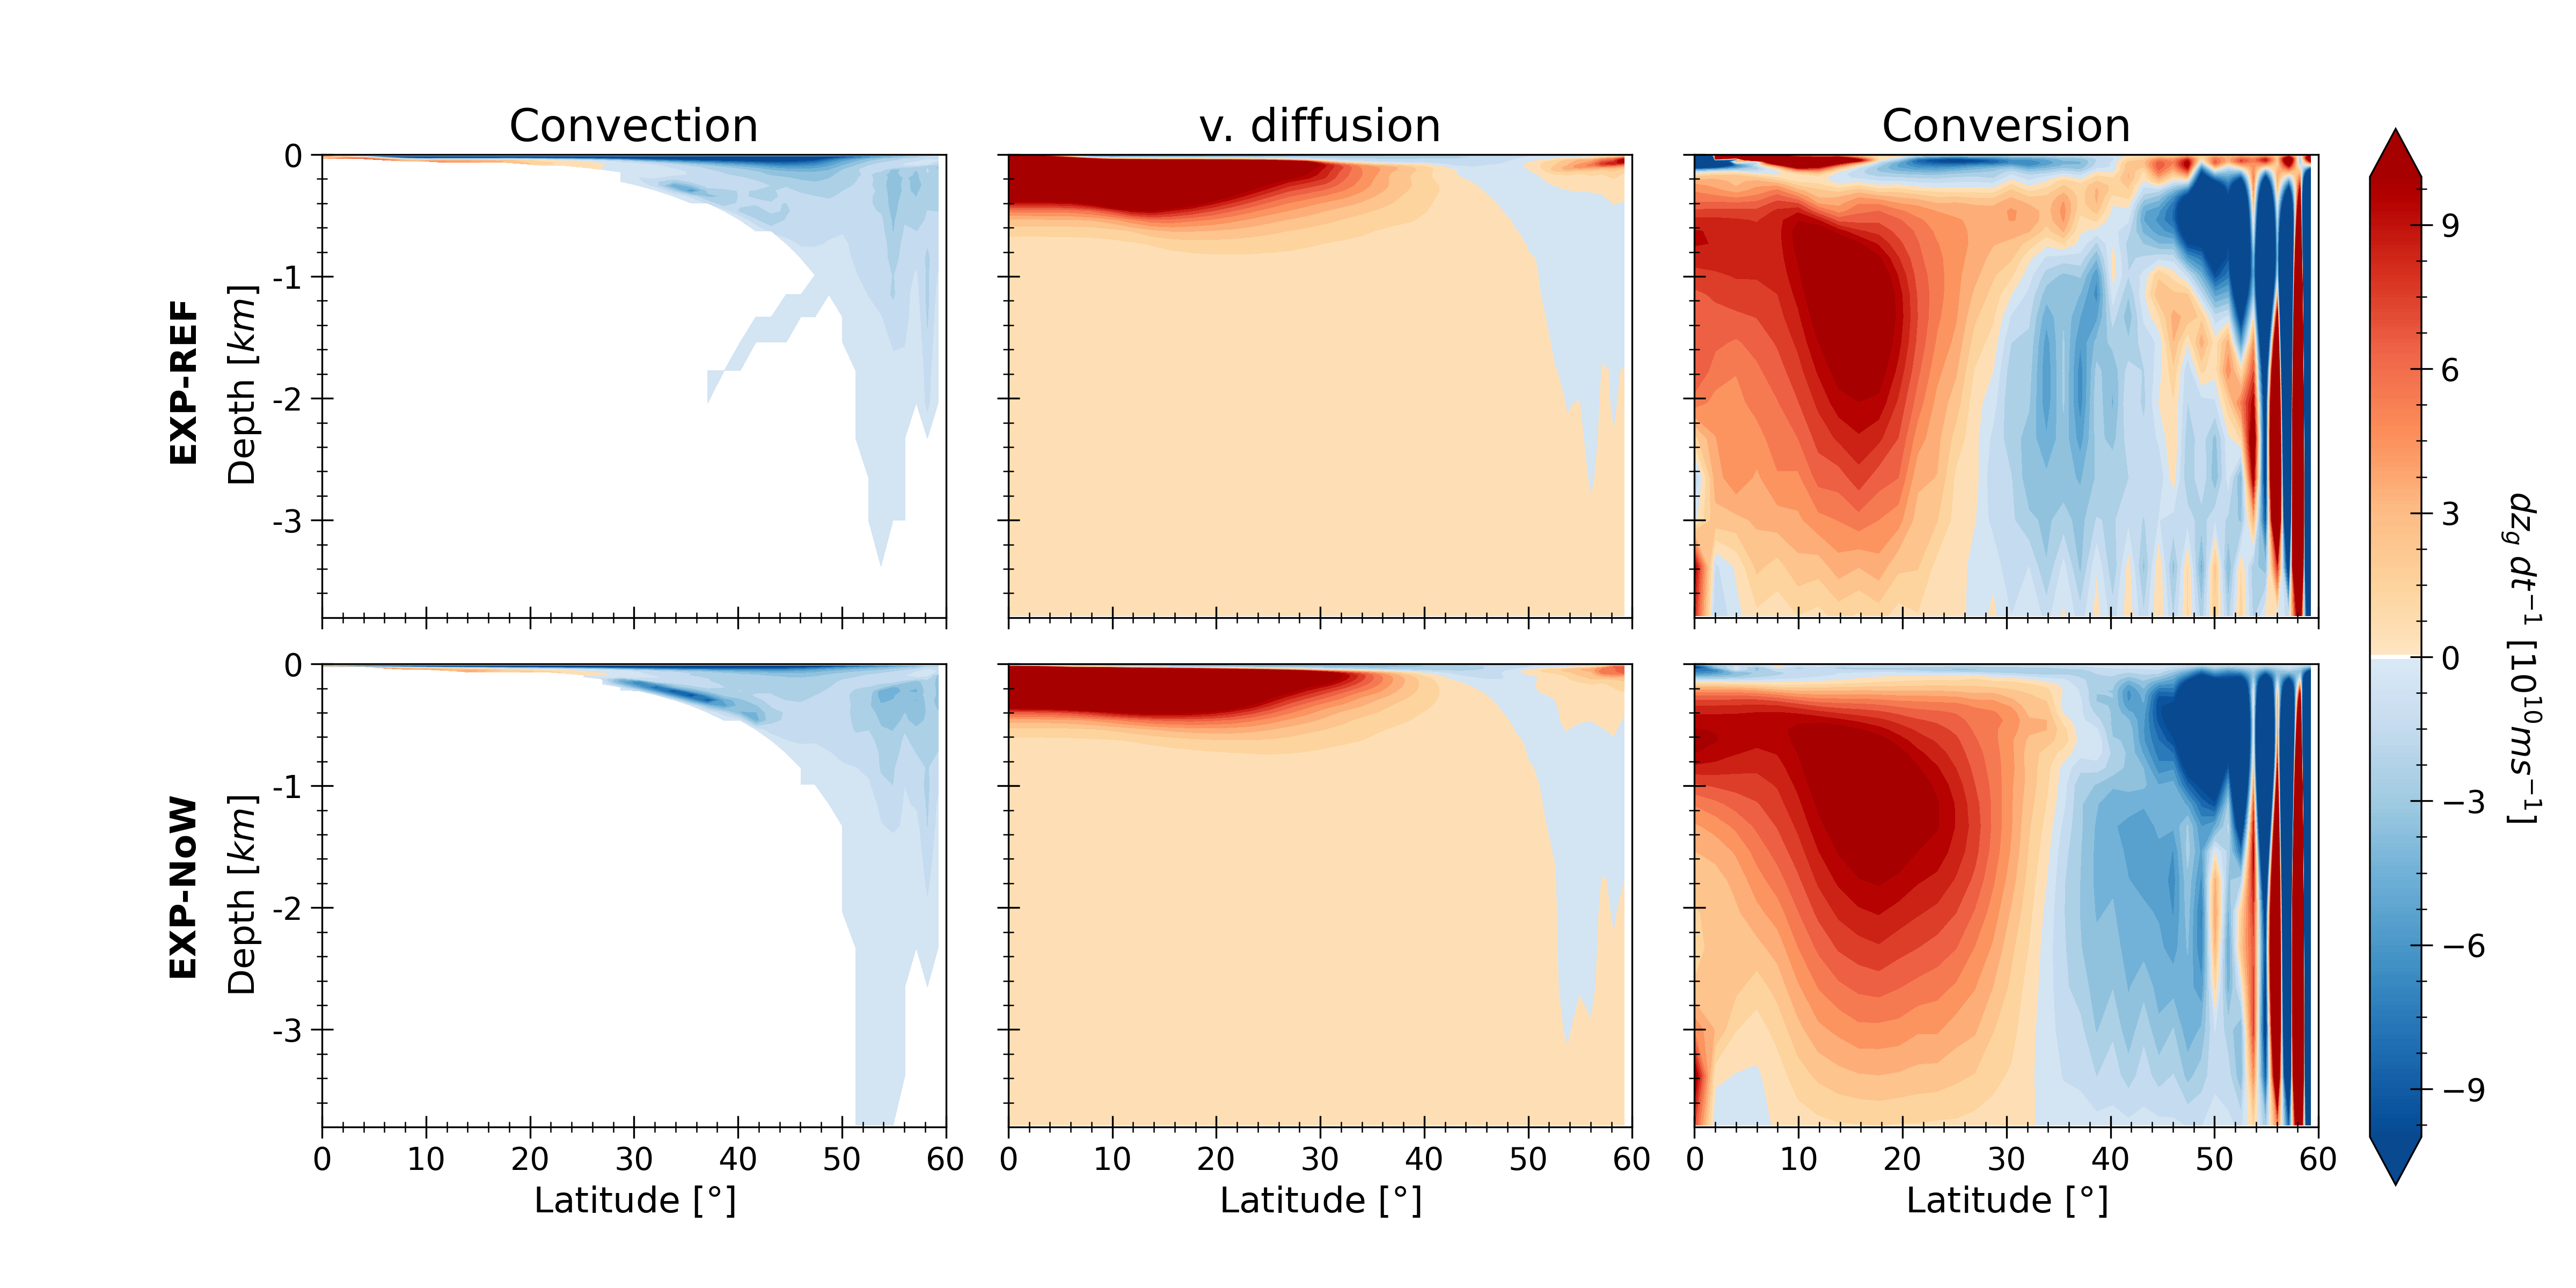 Convection v. diffusion Conversion
EXP-REF
Depth [km]
0
-1
-2
-3
EXP-NoW
Depth [km]
0
-1
-2
-3
0 10 20 30 40 50 60
Latitude [°]
0 10 20 30 40 50 60
Latitude [°]
0 10 20 30 40 50 60
Latitude [°]
9
6
3
0
−3
−6
−9
dz_g dt⁻¹ [10¹⁰ms⁻¹]